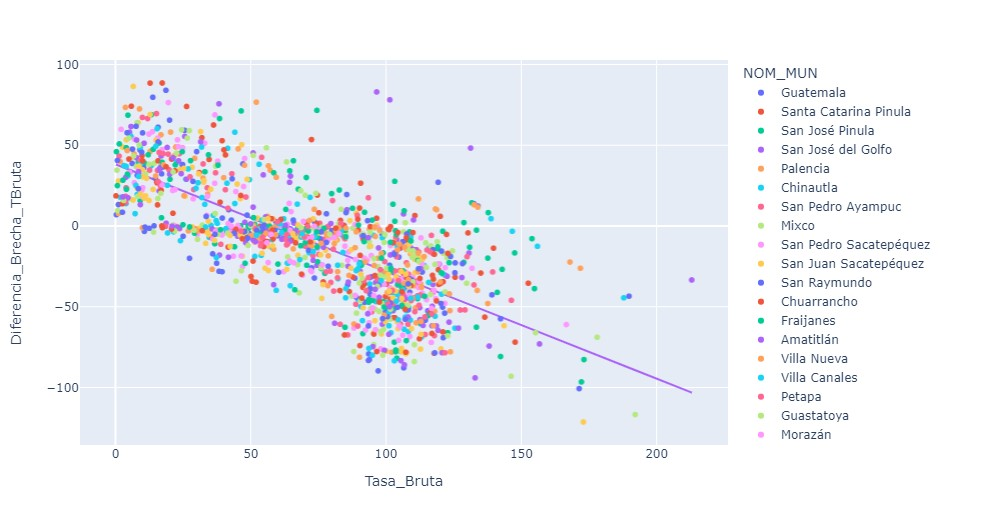 NOM_MUN
Guatemala
Santa Catarina Pinula
San José Pinula
San José del Golfo
Palencia
Chinautla
San Pedro Ayampuc
Mixco
San Pedro Sacatepéquez
San Juan Sacatepéquez
San Raymundo
Chuarrancho
Fraijanes
Amatitlán
Villa Nueva
Villa Canales
Petapa
Guastatoya
Morazán
Diferencia_Brecha_TBruta
100
50
0
−50
−100
0 50 100 150 200
Tasa_Bruta